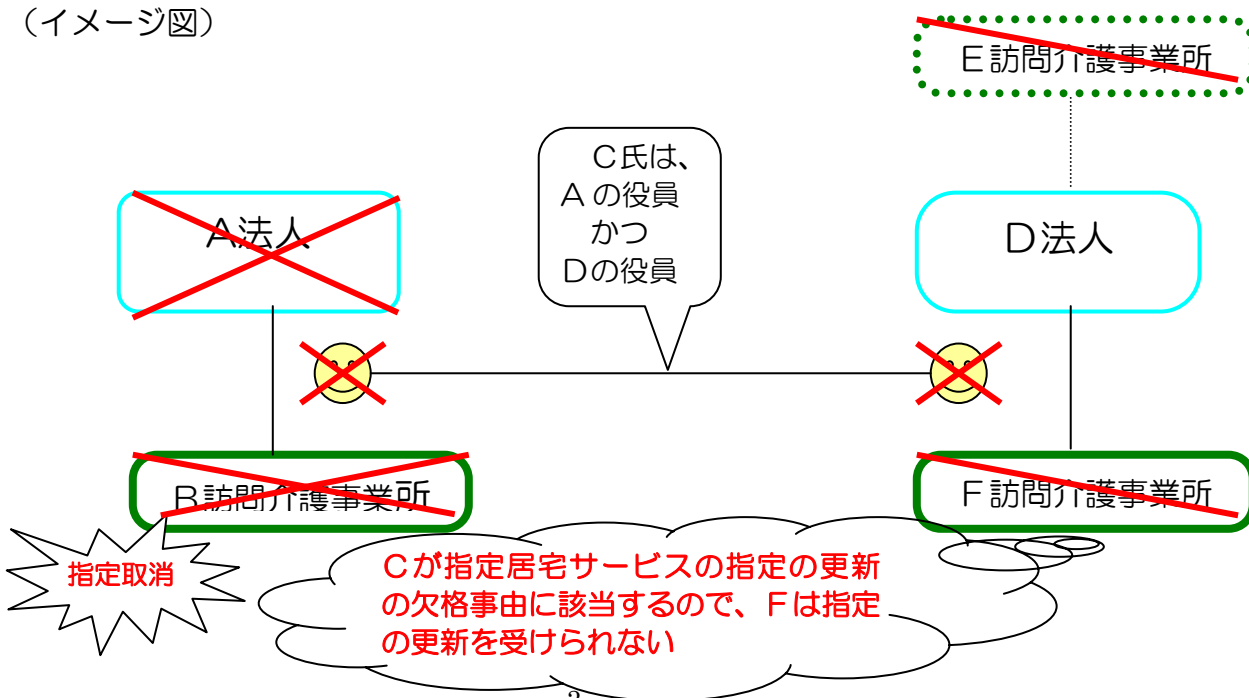 （イメージ図）
Ｅ訪問介護事業所
Ｃ氏は、
Ａの役員
かつ
Ｄの役員
Ａ法人
Ｄ法人
Ｂ訪問介護事業所
Ｆ訪問介護事業所
指定取消
Ｃが指定居宅サービスの指定の更新
の欠格事由に該当するので、Ｆは指定
の更新を受けられない